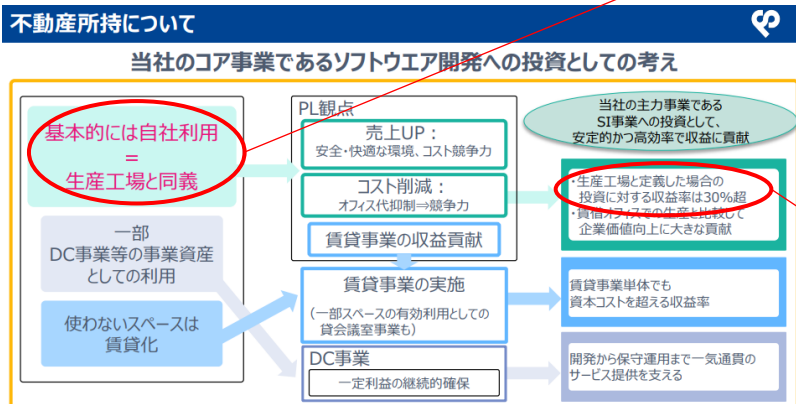 不動産所持について
当社のコア事業であるソフトウエア開発への投資としての考え
基本的には自社利用
=
生産工場と同義
一部
DC事業等の事業資産
としての利用
使わないスペースは
賃貸化
PL観点
売上UP：
安全・快適な環境、コスト競争力
コスト削減：
オフィス代抑制⇒競争力
賃貸事業の収益貢献
賃貸事業の実施
（一部スペースの有効利用としての
貸会議室事業も）
DC事業
一定利益の継続的確保
当社の主力事業である
SI事業への投資として、
安定的かつ高効率で収益に貢献
・生産工場と定義した場合の
投資に対する収益率は30％超
・賃借オフィスでの生産と比較して
企業価値向上に大きな貢献
賃貸事業単体でも
資本コストを超える収益率
開発から保守運用まで一気通貫の
サービス提供を支える